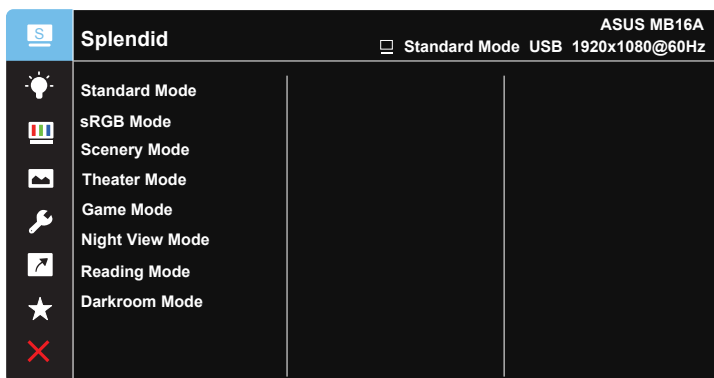 S
Splendid
ASUS MB16A
Standard Mode USB 1920x1080@60Hz
Standard Mode
sRGB Mode
Scenery Mode
Theater Mode
Game Mode
Night View Mode
Reading Mode
Darkroom Mode